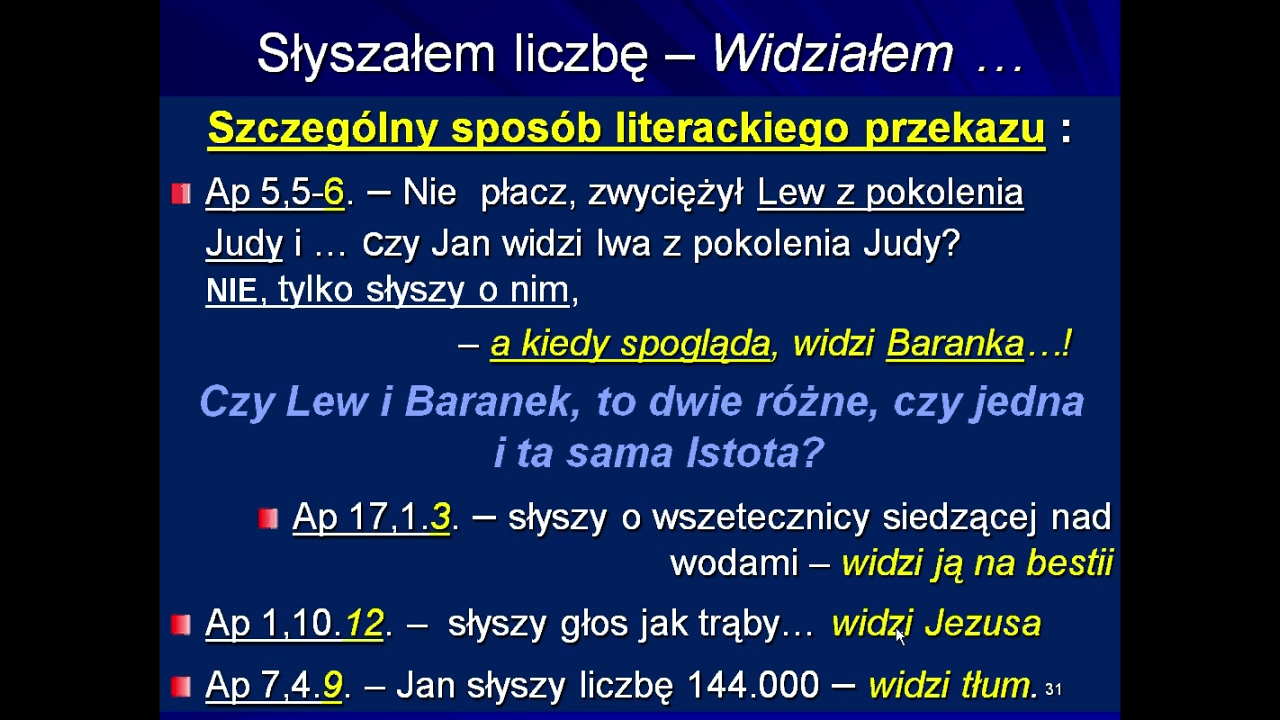 Słyszałem liczbę – Widziałem …
Szczególny sposób literackiego przekazu :
Ap 5,5-6. – Nie płacz, zwyciężył Lew z pokolenia
Judy i … czy Jan widzi lwa z pokolenia Judy?
NIE, tylko słyszy o nim,
– a kiedy spogląda, widzi Baranka…!
Czy Lew i Baranek, to dwie różne, czy jedna
i ta sama Istota?
Ap 17,1.3. – słyszy o wszetecznicy siedzącej nad
wodami – widzi ją na bestii
Ap 1,10.12. – słyszy głos jak trąby… widzi Jezusa
Ap 7,4.9. – Jan słyszy liczbę 144.000 – widzi tłum. 31